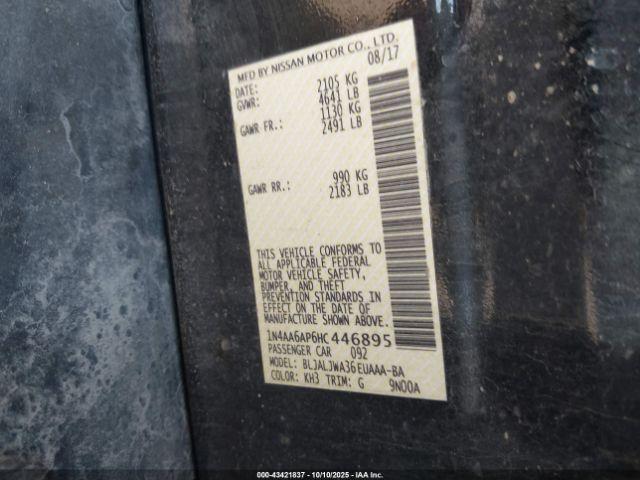 MFD BY NISSAN MOTOR CO., LTD.
DATE: 08/17
GVWR: 2105 KG
4641 LB
GAWR FR.: 1130 KG
2491 LB
GAWR RR.: 990 KG
2183 LB
THIS VEHICLE CONFORMS TO
ALL APPLICABLE FEDERAL
MOTOR VEHICLE SAFETY,
BUMPER, AND THEFT
PREVENTION STANDARDS IN
EFFECT ON THE DATE OF
MANUFACTURE SHOWN ABOVE.
1N4AA6AP6HC446895
PASSENGER CAR 092
MODEL: BLJALJWA36EUAAA-BA
COLOR: KH3 TRIM: G 9N00A
000-43421837 - 10/10/2025 - IAA Inc.